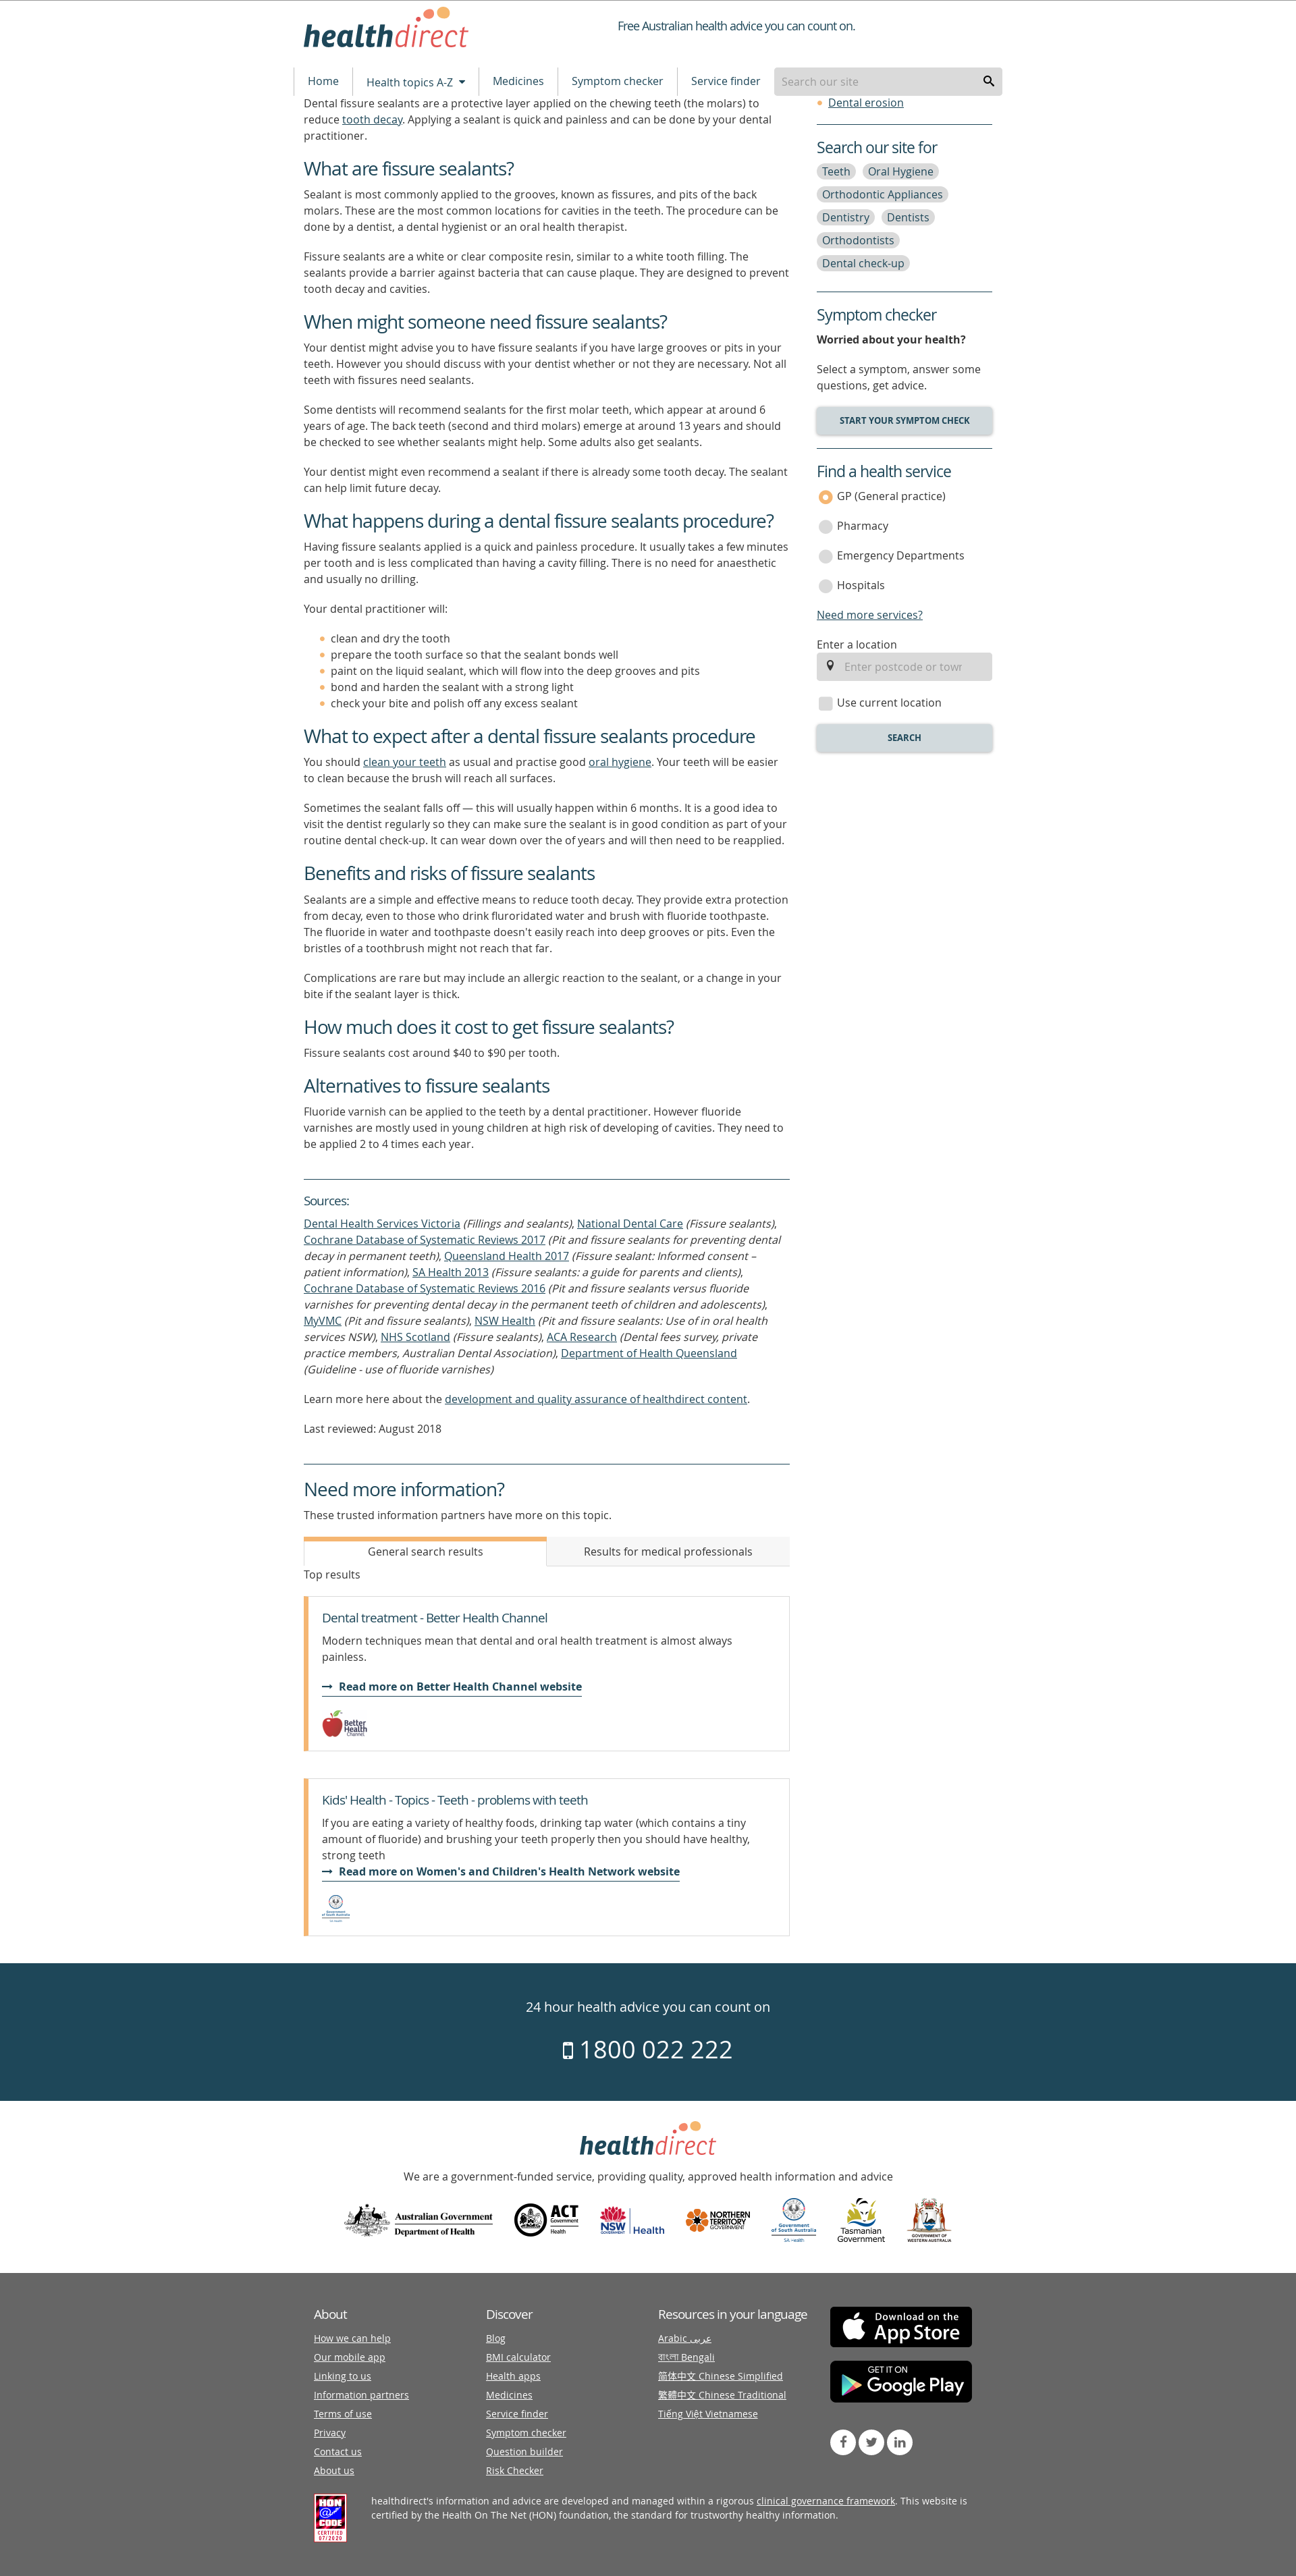 healthdirect
Free Australian health advice you can count on.
Home
Health topics A-Z
Medicines
Symptom checker
Service finder
Search our site
Dental fissure sealants are a protective layer applied on the chewing teeth (the molars) to
reduce tooth decay. Applying a sealant is quick and painless and can be done by your dental
practitioner.
What are fissure sealants?
Sealant is most commonly applied to the grooves, known as fissures, and pits of the back
molars. These are the most common locations for cavities in the teeth. The procedure can be
done by a dentist, a dental hygienist or an oral health therapist.
Fissure sealants are a white or clear composite resin, similar to a white tooth filling. The
sealants provide a barrier against bacteria that can cause plaque. They are designed to prevent
tooth decay and cavities.
When might someone need fissure sealants?
Your dentist might advise you to have fissure sealants if you have large grooves or pits in your
teeth. However you should discuss with your dentist whether or not they are necessary. Not all
teeth with fissures need sealants.
Some dentists will recommend sealants for the first molar teeth, which appear at around 6
years of age. The back teeth (second and third molars) emerge at around 13 years and should
be checked to see whether sealants might help. Some adults also get sealants.
Your dentist might even recommend a sealant if there is already some tooth decay. The sealant
can help limit future decay.
What happens during a dental fissure sealants procedure?
Having fissure sealants applied is a quick and painless procedure. It usually takes a few minutes
per tooth and is less complicated than having a cavity filling. There is no need for anaesthetic
and usually no drilling.
Your dental practitioner will:
clean and dry the tooth
prepare the tooth surface so that the sealant bonds well
paint on the liquid sealant, which will flow into the deep grooves and pits
bond and harden the sealant with a strong light
check your bite and polish off any excess sealant
What to expect after a dental fissure sealants procedure
You should clean your teeth as usual and practise good oral hygiene. Your teeth will be easier
to clean because the brush will reach all surfaces.
Sometimes the sealant falls off — this will usually happen within 6 months. It is a good idea to
visit the dentist regularly so they can make sure the sealant is in good condition as part of your
routine dental check-up. It can wear down over the of years and will then need to be reapplied.
Benefits and risks of fissure sealants
Sealants are a simple and effective means to reduce tooth decay. They provide extra protection
from decay, even to those who drink fluroridated water and brush with fluoride toothpaste.
The fluoride in water and toothpaste doesn't easily reach into deep grooves or pits. Even the
bristles of a toothbrush might not reach that far.
Complications are rare but may include an allergic reaction to the sealant, or a change in your
bite if the sealant layer is thick.
How much does it cost to get fissure sealants?
Fissure sealants cost around $40 to $90 per tooth.
Alternatives to fissure sealants
Fluoride varnish can be applied to the teeth by a dental practitioner. However fluoride
varnishes are mostly used in young children at high risk of developing of cavities. They need to
be applied 2 to 4 times each year.
Sources:
Dental Health Services Victoria (Fillings and sealants), National Dental Care (Fissure sealants),
Cochrane Database of Systematic Reviews 2017 (Pit and fissure sealants for preventing dental
decay in permanent teeth), Queensland Health 2017 (Fissure sealant: Informed consent –
patient information), SA Health 2013 (Fissure sealants: a guide for parents and clients),
Cochrane Database of Systematic Reviews 2016 (Pit and fissure sealants versus fluoride
varnishes for preventing dental decay in the permanent teeth of children and adolescents),
MyVMC (Pit and fissure sealants), NSW Health (Pit and fissure sealants: Use of in oral health
services NSW), NHS Scotland (Fissure sealants), ACA Research (Dental fees survey, private
practice members, Australian Dental Association), Department of Health Queensland
(Guideline - use of fluoride varnishes)
Learn more here about the development and quality assurance of healthdirect content.
Last reviewed: August 2018
Need more information?
These trusted information partners have more on this topic.
General search results
Results for medical professionals
Top results
Dental treatment - Better Health Channel
Modern techniques mean that dental and oral health treatment is almost always
painless.
Read more on Better Health Channel website
Better
Health
Channel
Kids' Health - Topics - Teeth - problems with teeth
If you are eating a variety of healthy foods, drinking tap water (which contains a tiny
amount of fluoride) and brushing your teeth properly then you should have healthy,
strong teeth
Read more on Women's and Children's Health Network website
Government
of South Australia
SA Health
Dental erosion
Search our site for
Teeth
Oral Hygiene
Orthodontic Appliances
Dentistry
Dentists
Orthodontists
Dental check-up
Symptom checker
Worried about your health?
Select a symptom, answer some
questions, get advice.
START YOUR SYMPTOM CHECK
Find a health service
GP (General practice)
Pharmacy
Emergency Departments
Hospitals
Need more services?
Enter a location
Enter postcode or towr
Use current location
SEARCH
24 hour health advice you can count on
1800 022 222
healthdirect
We are a government-funded service, providing quality, approved health information and advice
Australian Government
Department of Health
ACT
Government
Health
NSW
GOVERNMENT
Health
NORTHERN
TERRITORY
GOVERNMENT
Government
of South Australia
SA Health
Tasmanian
Government
GOVERNMENT OF
WESTERN AUSTRALIA
About
How we can help
Our mobile app
Linking to us
Information partners
Terms of use
Privacy
Contact us
About us
Discover
Blog
BMI calculator
Health apps
Medicines
Service finder
Symptom checker
Question builder
Risk Checker
Resources in your language
Arabic عربى
বাংলা Bengali
简体中文 Chinese Simplified
繁體中文 Chinese Traditional
Tiếng Việt Vietnamese
Download on the
App Store
GET IT ON
Google Play
HON
@
CODE
CERTIFIED
07/2020
healthdirect's information and advice are developed and managed within a rigorous clinical governance framework. This website is
certified by the Health On The Net (HON) foundation, the standard for trustworthy healthy information.